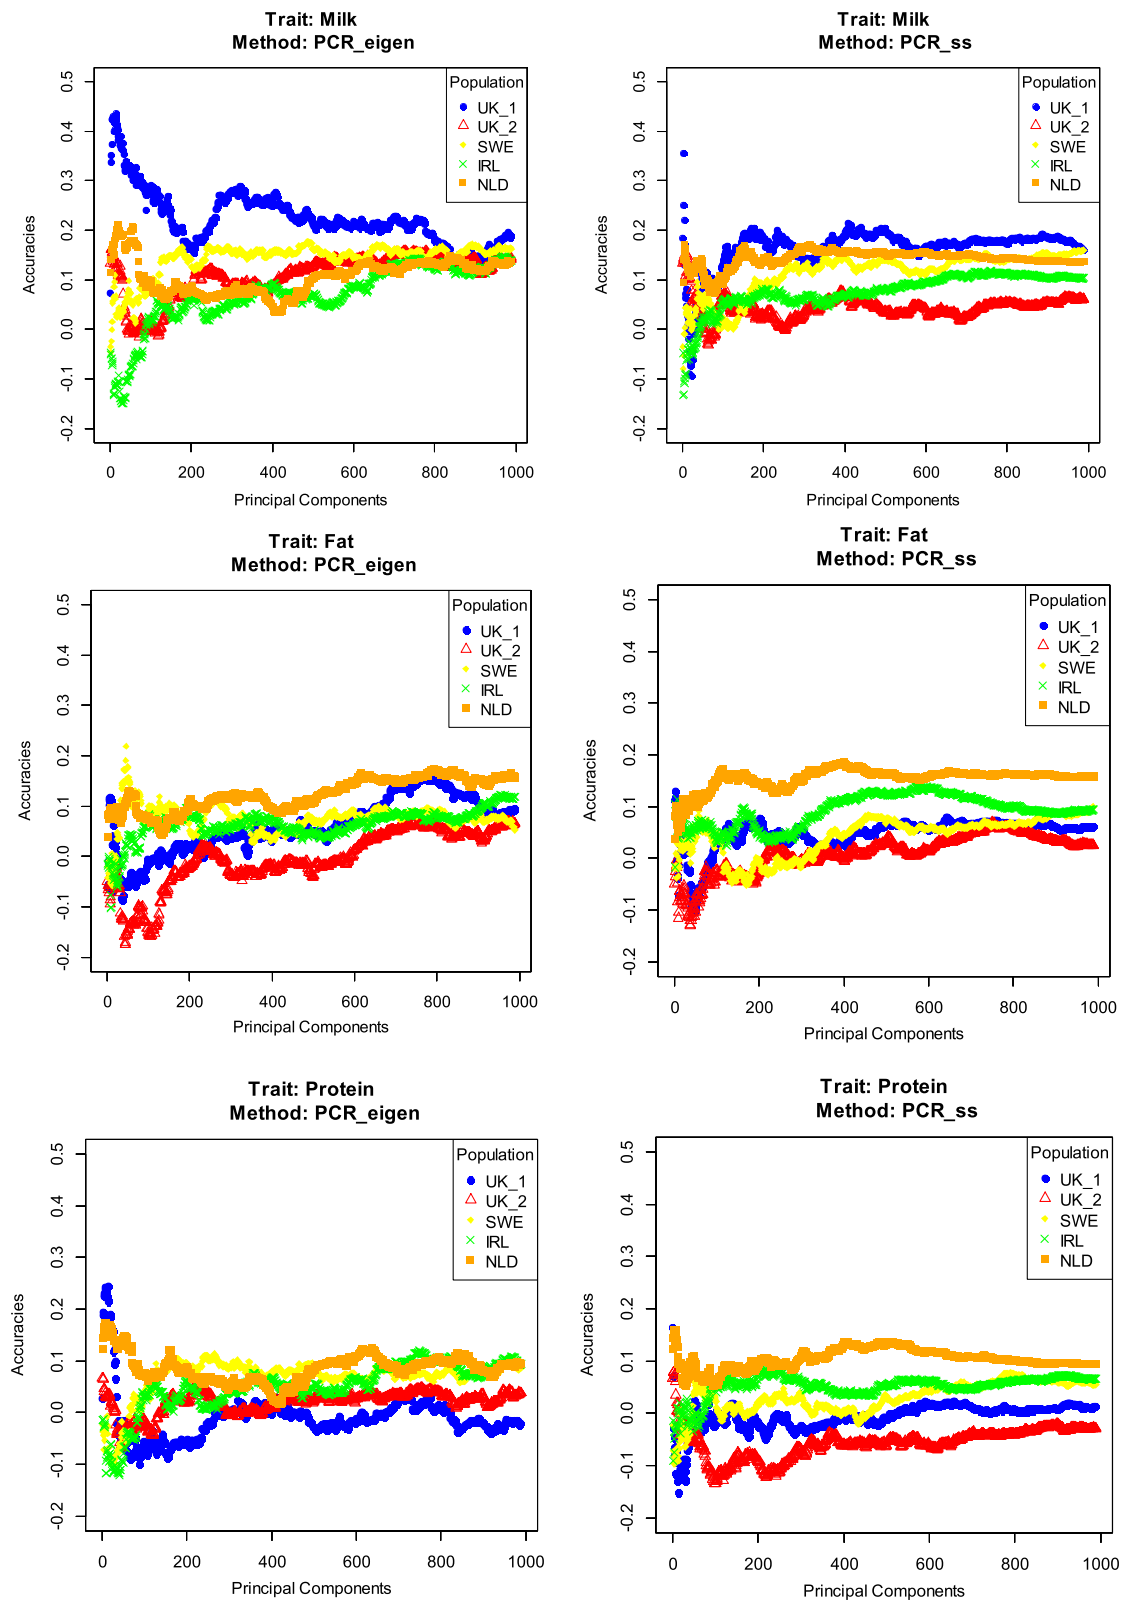 Trait: Milk
Method: PCR_eigen
0.5
0.4
0.3
0.2
0.1
0.0
-0.1
-0.2
Accuracies
0 200 400 600 800 1000
Principal Components
Population
UK_1
UK_2
SWE
IRL
NLD
Trait: Milk
Method: PCR_ss
0.5
0.4
0.3
0.2
0.1
0.0
-0.1
-0.2
Accuracies
0 200 400 600 800 1000
Principal Components
Population
UK_1
UK_2
SWE
IRL
NLD
Trait: Fat
Method: PCR_eigen
0.5
0.4
0.3
0.2
0.1
0.0
-0.1
-0.2
Accuracies
0 200 400 600 800 1000
Principal Components
Population
UK_1
UK_2
SWE
IRL
NLD
Trait: Fat
Method: PCR_ss
0.5
0.4
0.3
0.2
0.1
0.0
-0.1
-0.2
Accuracies
0 200 400 600 800 1000
Principal Components
Population
UK_1
UK_2
SWE
IRL
NLD
Trait: Protein
Method: PCR_eigen
0.5
0.4
0.3
0.2
0.1
0.0
-0.1
-0.2
Accuracies
0 200 400 600 800 1000
Principal Components
Population
UK_1
UK_2
SWE
IRL
NLD
Trait: Protein
Method: PCR_ss
0.5
0.4
0.3
0.2
0.1
0.0
-0.1
-0.2
Accuracies
0 200 400 600 800 1000
Principal Components
Population
UK_1
UK_2
SWE
IRL
NLD